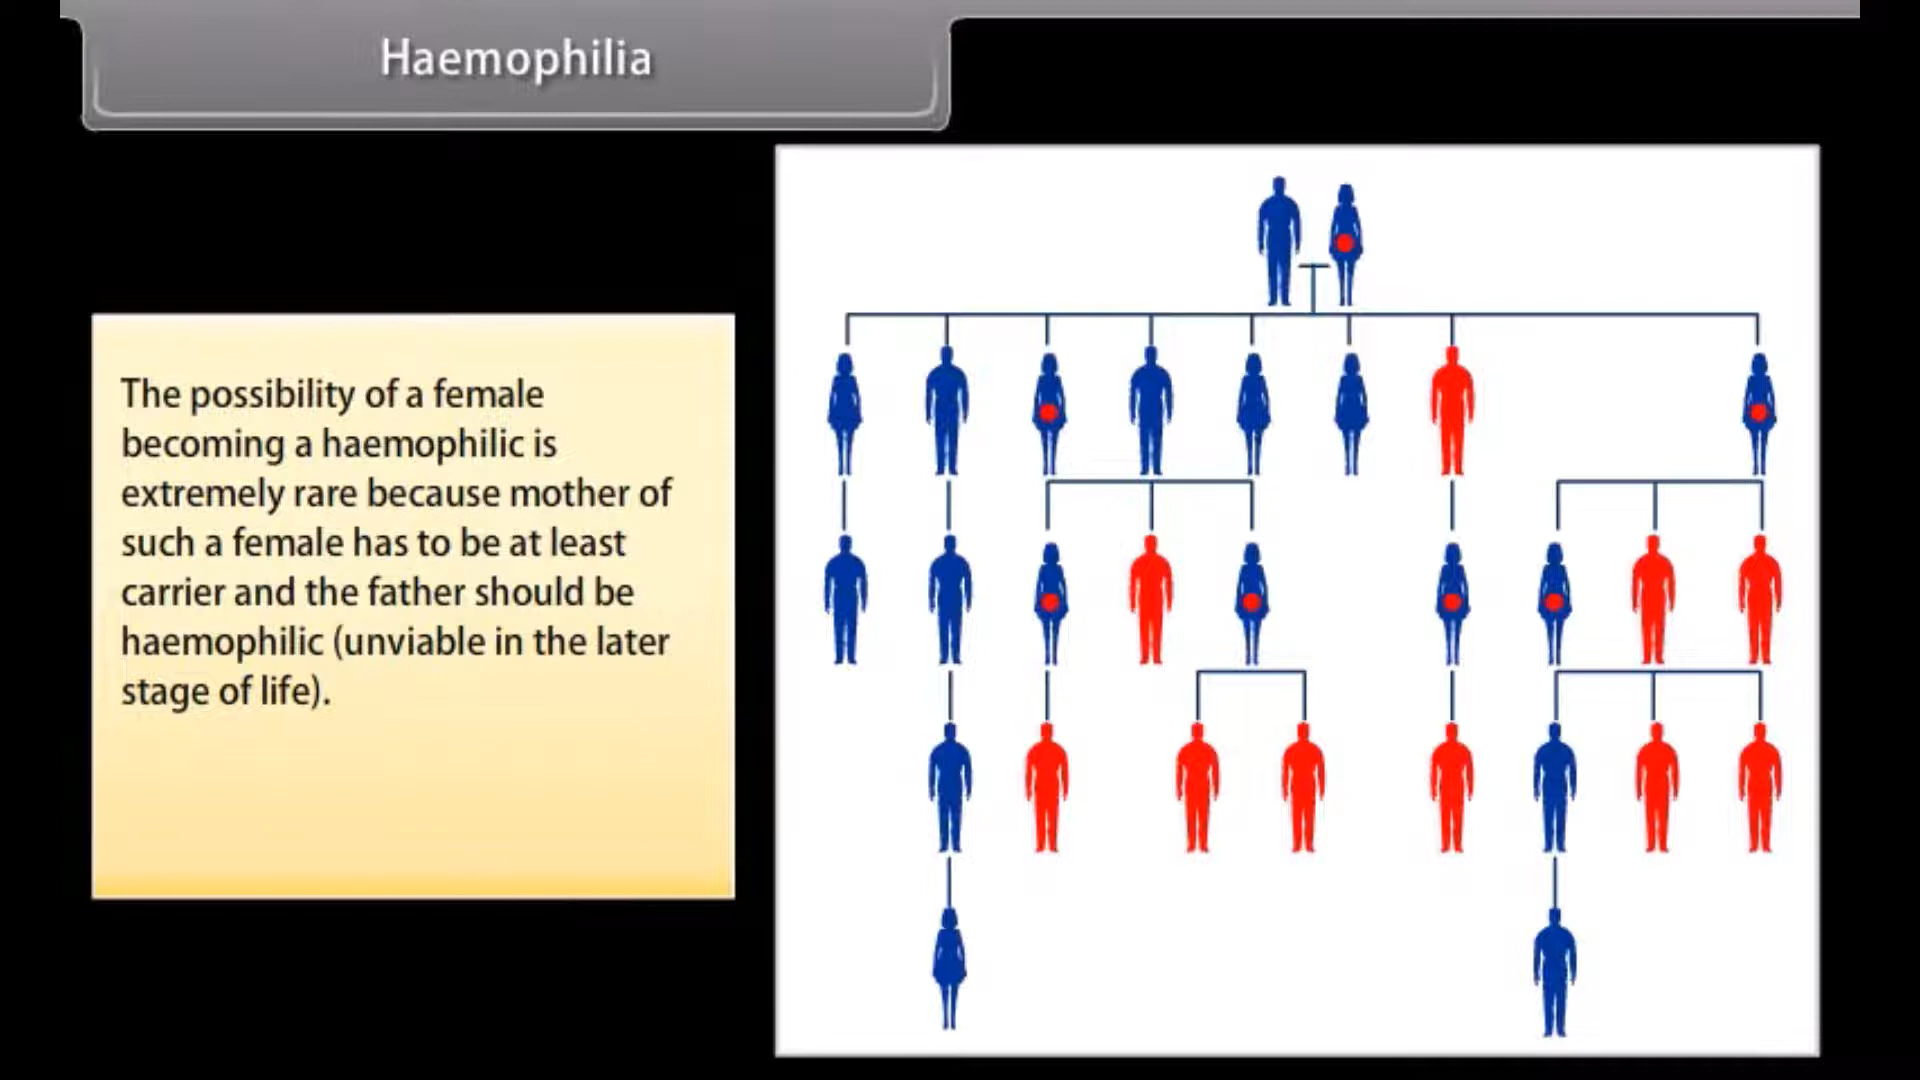 Haemophilia
The possibility of a female
becoming a haemophilic is
extremely rare because mother of
such a female has to be at least
carrier and the father should be
haemophilic (unviable in the later
stage of life).